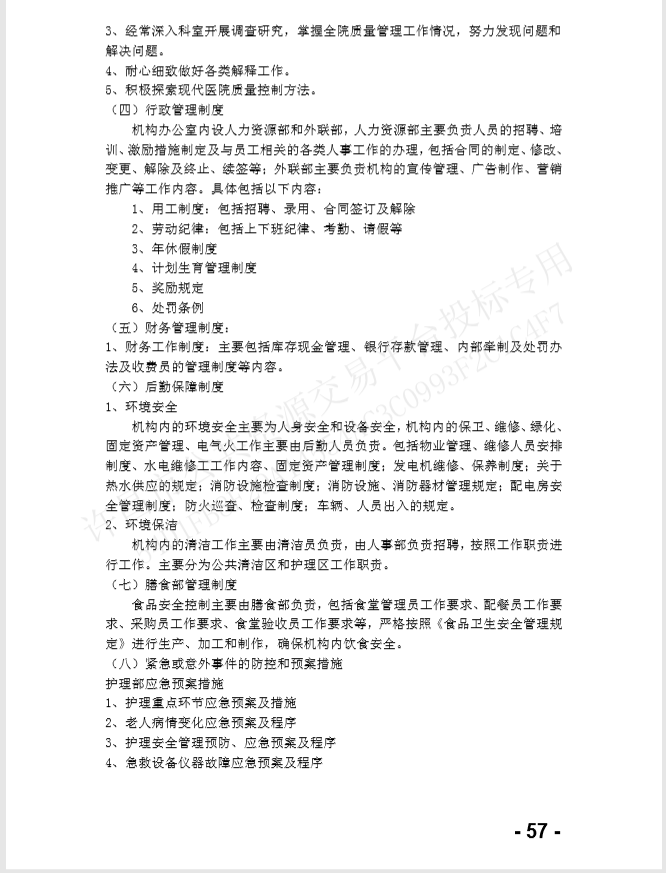 3、经常深入科室开展调查研究，掌握全院质量管理工作情况，努力发现问题和
解决问题。
4、耐心细致做好各类解释工作。
5、积极探索现代医院质量控制方法。
（四）行政管理制度
机构办公室内设人力资源部和外联部，人力资源部主要负责人员的招聘、培
训、激励措施制定及与员工相关的各类人事工作的办理，包括合同的制定、修改、
变更、解除及终止、续签等；外联部主要负责机构的宣传管理、广告制作、营销
推广等工作内容。具体包括以下内容：
1、用工制度：包括招聘、录用、合同签订及解除
2、劳动纪律：包括上下班纪律、考勤、请假等
3、年休假制度
4、计划生育管理制度
5、奖励规定
6、处罚条例
（五）财务管理制度：
1、财务工作制度：主要包括库存现金管理、银行存款管理、内部牵制及处罚办
法及收费员的管理制度等内容。
（六）后勤保障制度
1、环境安全
机构内的环境安全主要为人身安全和设备安全，机构内的保卫、维修、绿化、
固定资产管理、电气火工作主要由后勤人员负责。包括物业管理、维修人员安排
制度、水电维修工工作内容、固定资产管理制度；发电机维修、保养制度；关于
热水供应的规定；消防设施检查制度；消防设施、消防器材管理规定；配电房安
全管理制度；防火巡查、检查制度；车辆、人员出入的规定。
2、环境保洁
机构内的清洁工作主要由清洁员负责，由人事部负责招聘，按照工作职责进
行工作。主要分为公共清洁区和护理区工作职责。
（七）膳食部管理制度
食品安全控制主要由膳食部负责，包括食堂管理员工作要求、配餐员工作要
求、采购员工作要求、食堂验收员工作要求等，严格按照《食品卫生安全管理规
定》进行生产、加工和制作，确保机构内饮食安全。
（八）紧急或意外事件的防控和预案措施
护理部应急预案措施
1、护理重点环节应急预案及措施
2、老人病情变化应急预案及程序
3、护理安全管理预防、应急预案及程序
4、急救设备仪器故障应急预案及程序
- 57 -